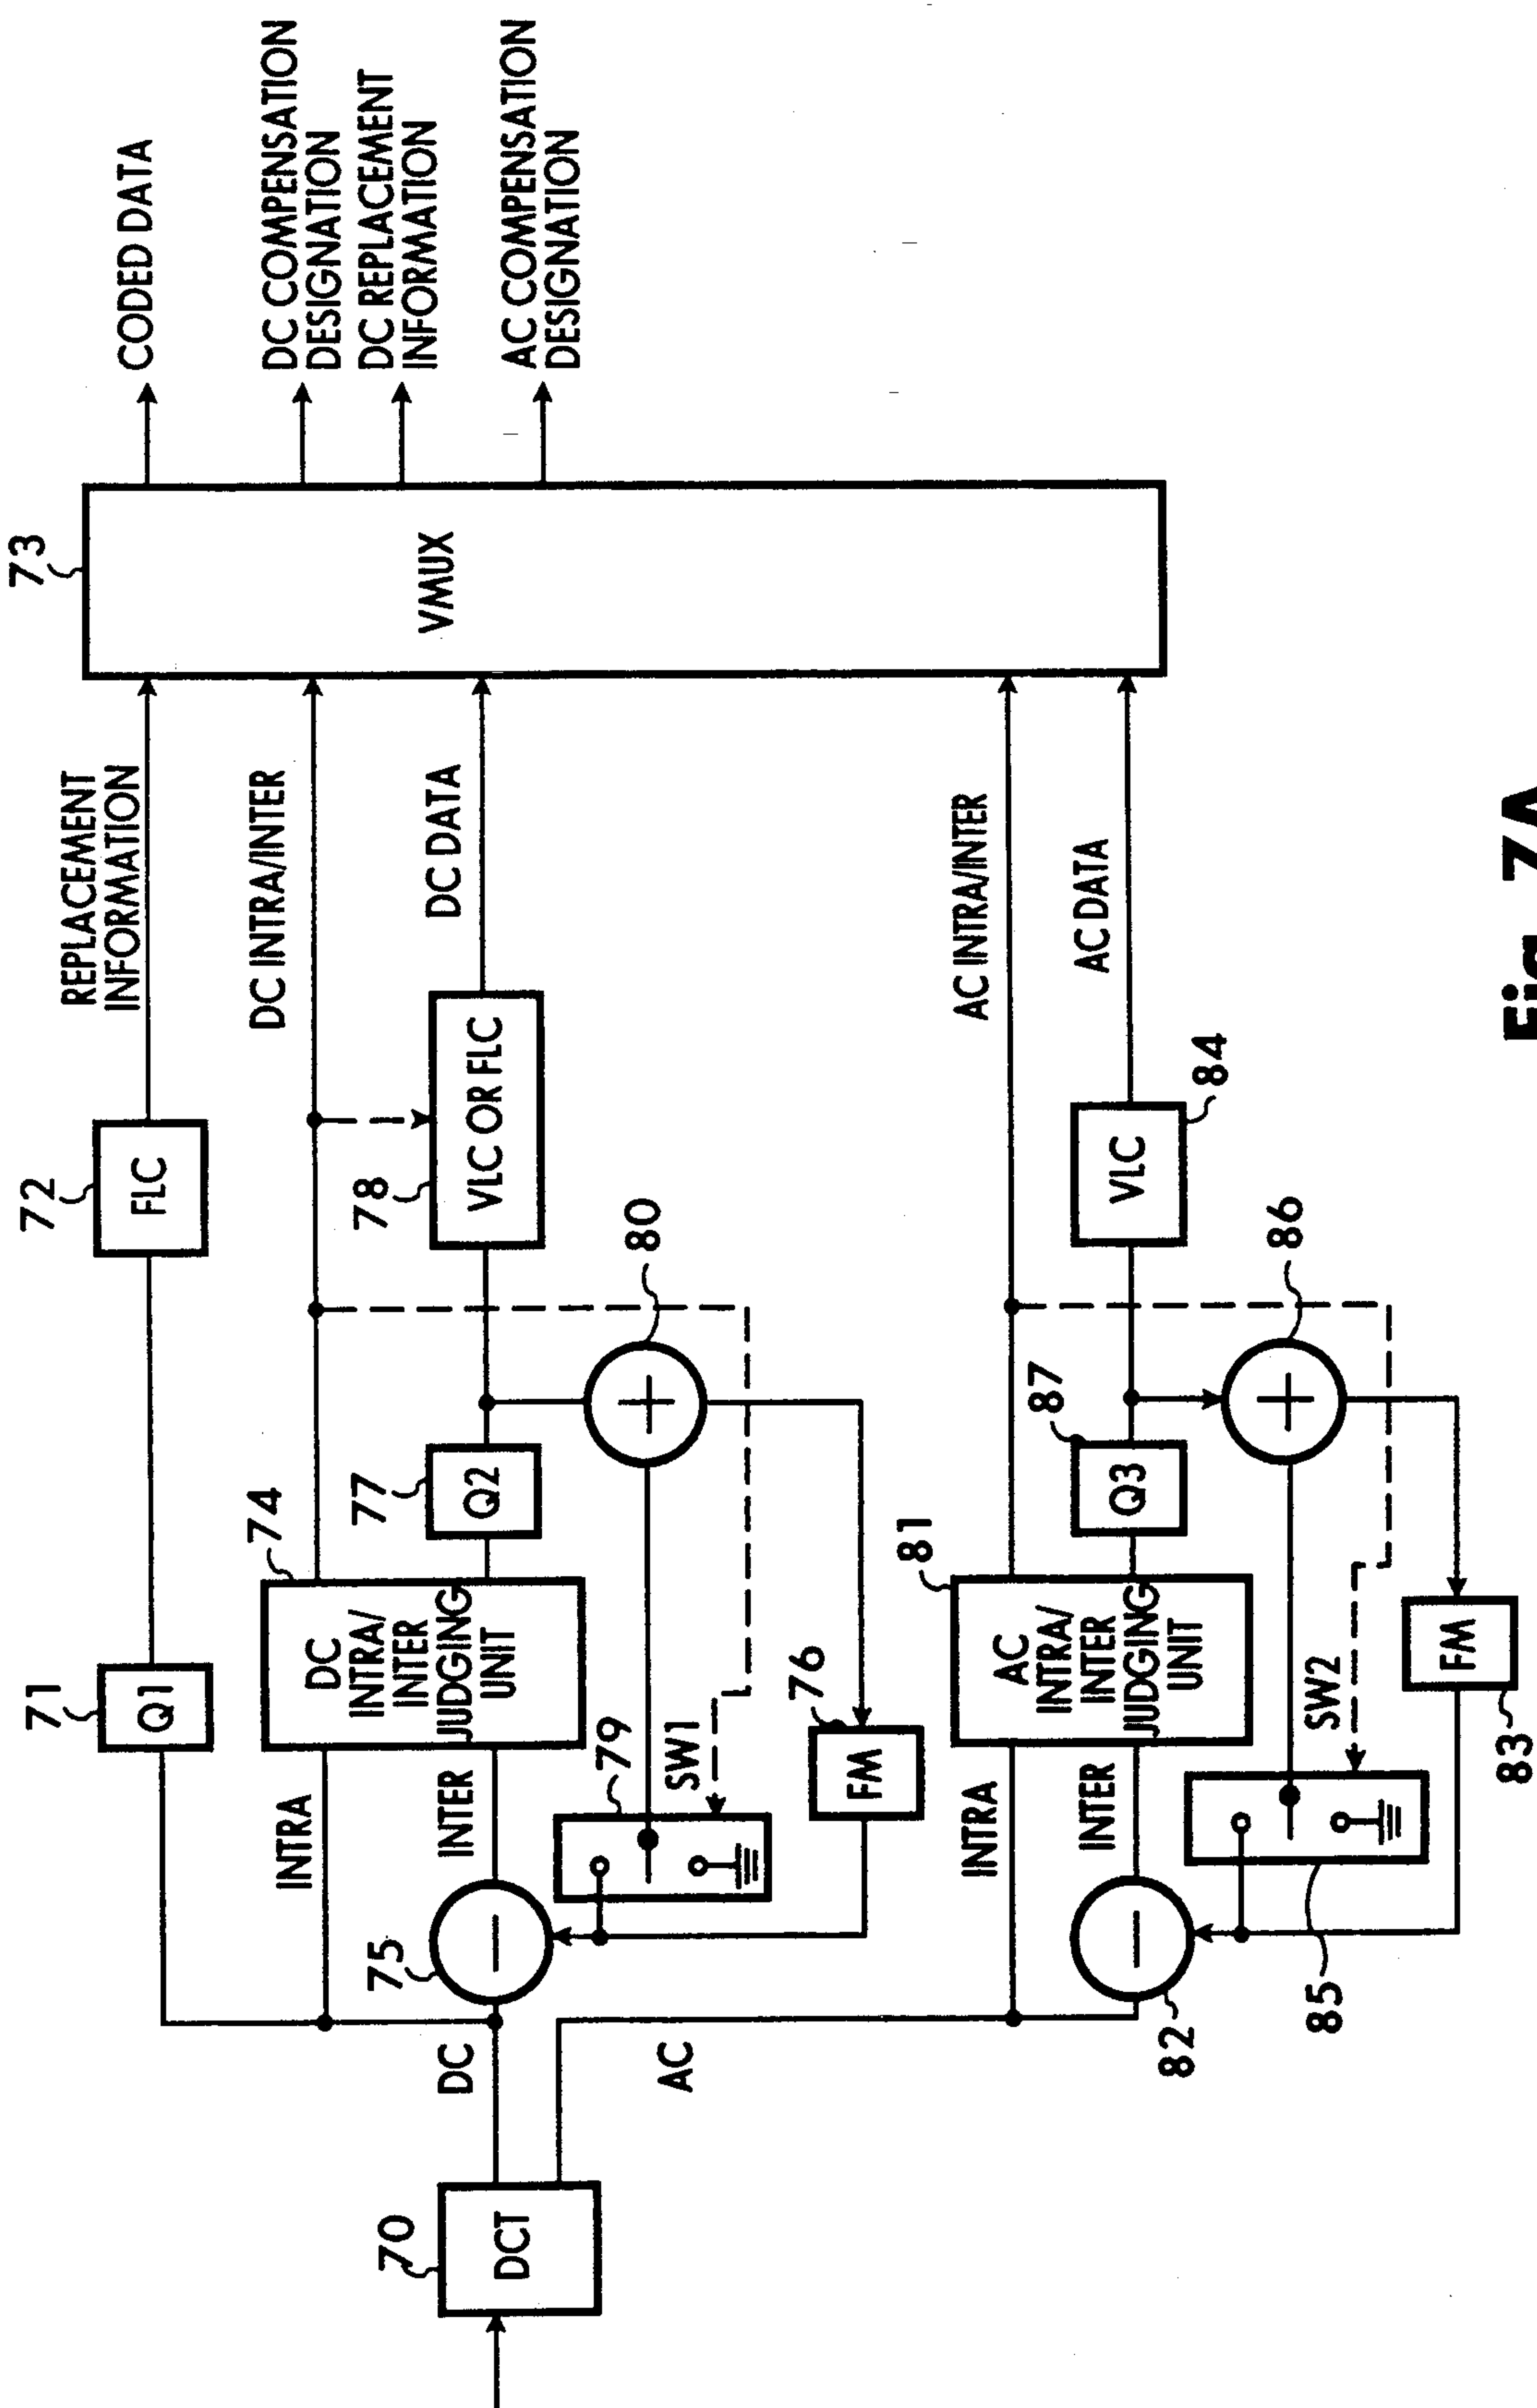 73
CODED DATA
DC COMPENSATION
DESIGNATION
DC REPLACEMENT
INFORMATION
AC COMPENSATION
DESIGNATION
VMUX
REPLACEMENT
INFORMATION
DC INTRA/INTER
DC DATA
AC INTRA/INTER
AC DATA
72
FLC
78
VLC OR FLC
80
84
VLC
86
71
Q1
74
DC
INTRA/
INTER
JUDGING
UNIT
77
Q2
81
AC
INTRA/
INTER
JUDGING
UNIT
87
Q3
INTRA
INTER
75
79
SW1
76
FM
INTRA
INTER
82
85
SW2
83
FM
DC
AC
70
DCT
Fig. 7A